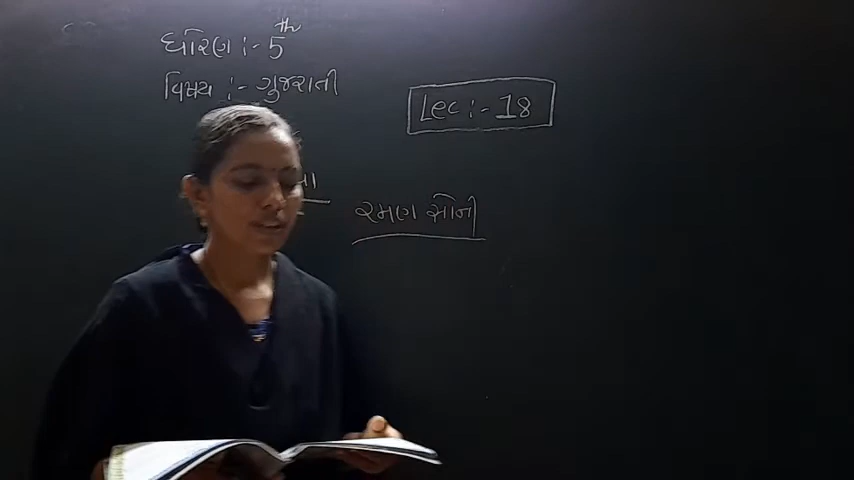 ધોરણ :- 5th
વિષય :- ગુજરાતી
Lec :- 18
રમણ સોની